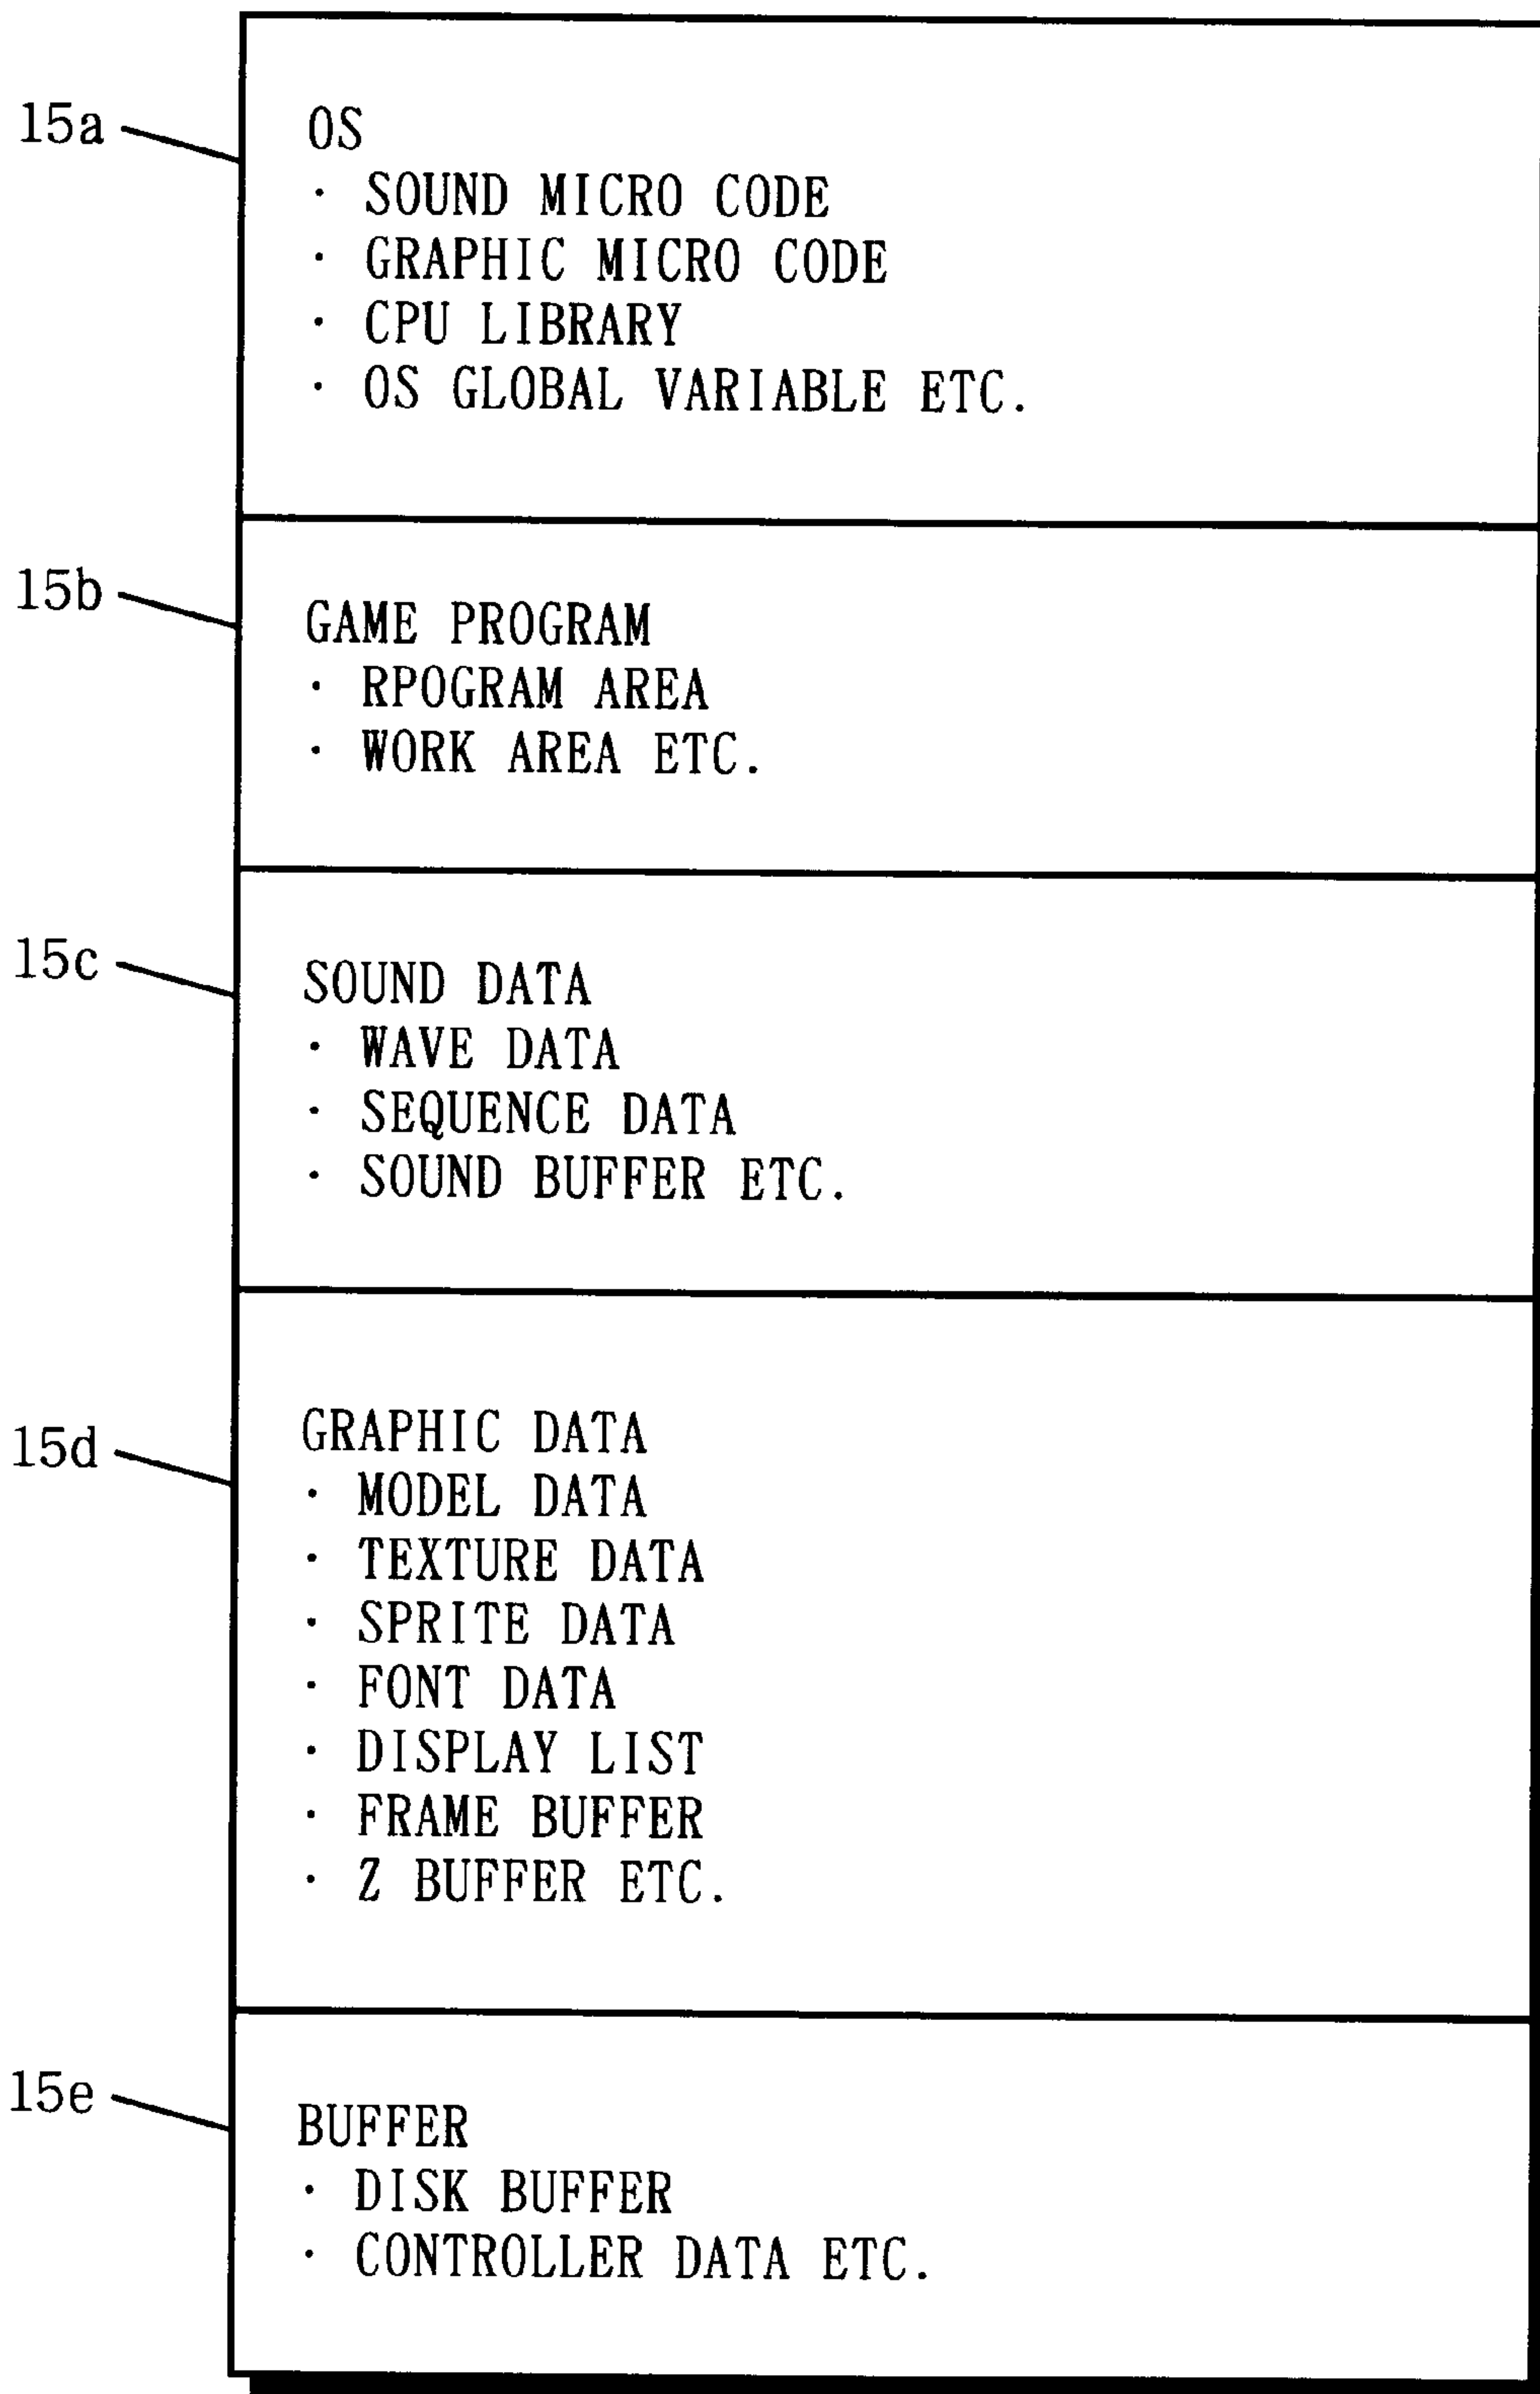 15a
OS
· SOUND MICRO CODE
· GRAPHIC MICRO CODE
· CPU LIBRARY
· OS GLOBAL VARIABLE ETC.
15b
GAME PROGRAM
· RPOGRAM AREA
· WORK AREA ETC.
15c
SOUND DATA
· WAVE DATA
· SEQUENCE DATA
· SOUND BUFFER ETC.
15d
GRAPHIC DATA
· MODEL DATA
· TEXTURE DATA
· SPRITE DATA
· FONT DATA
· DISPLAY LIST
· FRAME BUFFER
· Z BUFFER ETC.
15e
BUFFER
· DISK BUFFER
· CONTROLLER DATA ETC.